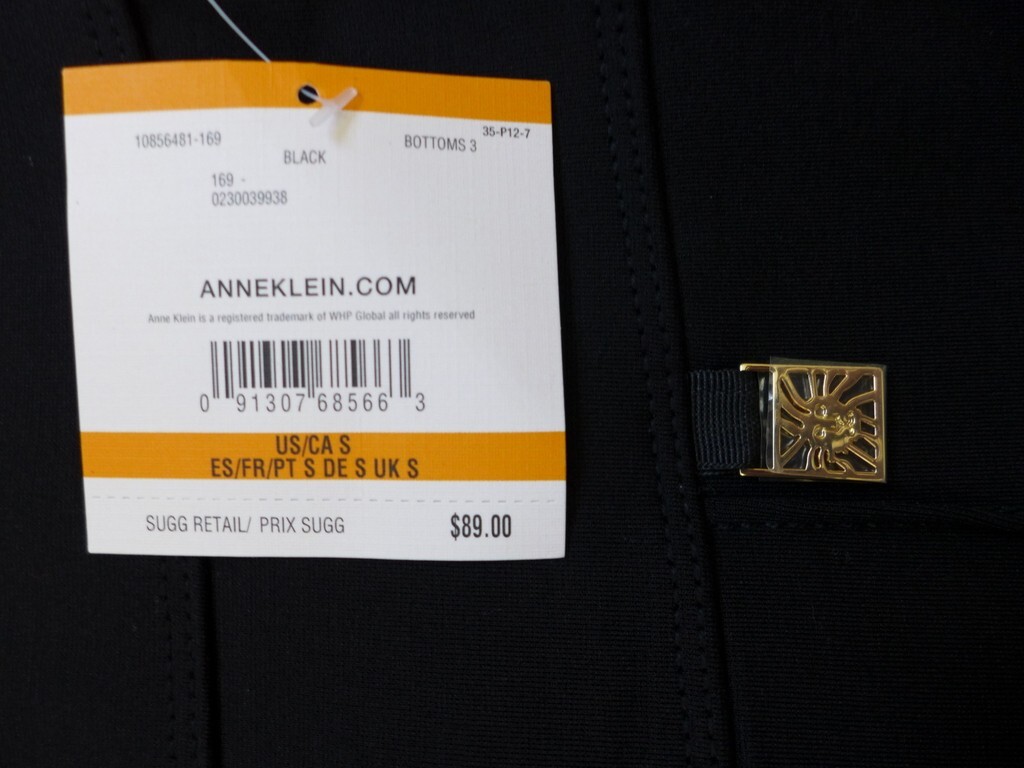 35-P12-7
10856481-169
BOTTOMS 3
BLACK
169 -
0230039938
ANNEKLEIN.COM
Anne Klein is a registered trademark of WHP Global all rights reserved
0 91307 68566 3
US/CA S
ES/FR/PT S DE S UK S
SUGG RETAIL/ PRIX SUGG $89.00